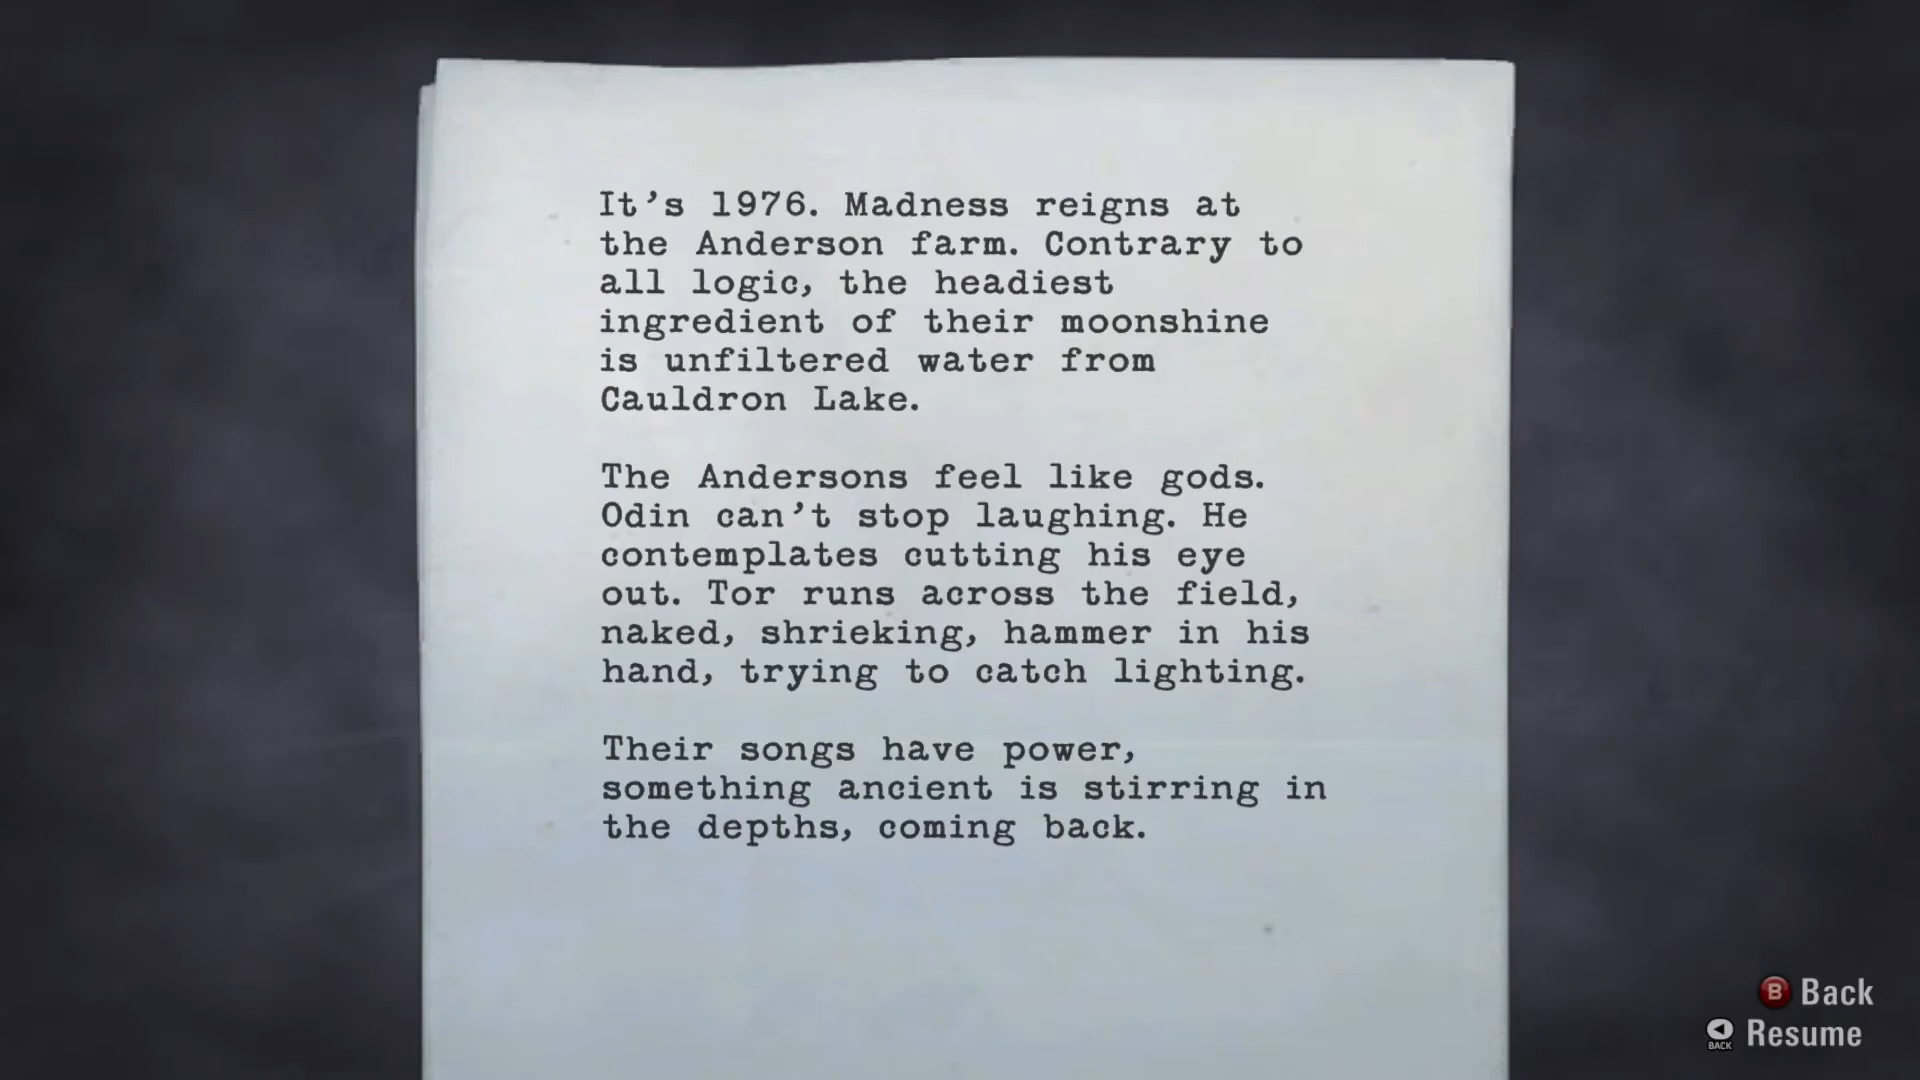 It's 1976. Madness reigns at
the Anderson farm. Contrary to
all logic, the headiest
ingredient of their moonshine
is unfiltered water from
Cauldron Lake.
The Andersons feel like gods.
Odin can't stop laughing. He
contemplates cutting his eye
out. Tor runs across the field,
naked, shrieking, hammer in his
hand, trying to catch lighting.
Their songs have power,
something ancient is stirring in
the depths, coming back.
B Back
BACK Resume